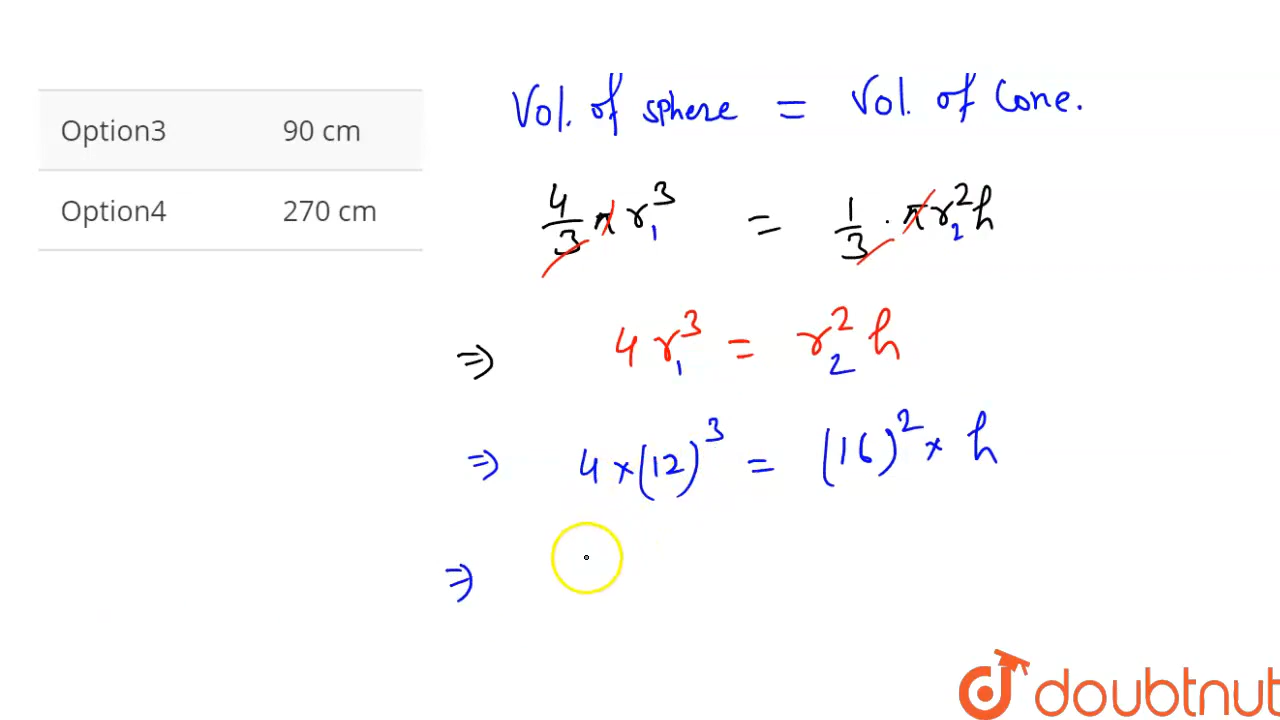 Vol. of sphere = Vol. of Cone.
Option3 90 cm
Option4 270 cm
4/3 π r₁³ = 1/3 · π r₂² h
⇒ 4 r₁³ = r₂² h
⇒ 4 × (12)³ = (16)² × h
⇒
doubtnut